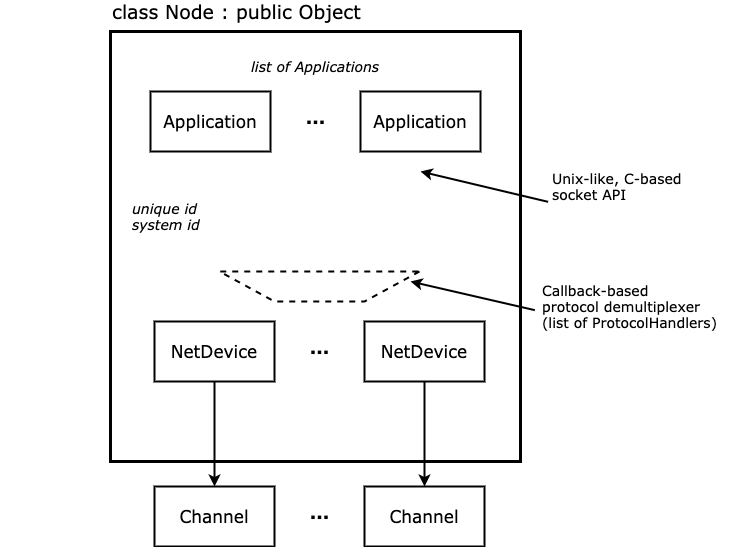 class Node : public Object
list of Applications
Application
...
Application
Unix-like, C-based
socket API
unique id
system id
Callback-based
protocol demultiplexer
(list of ProtocolHandlers)
NetDevice
...
NetDevice
Channel
...
Channel